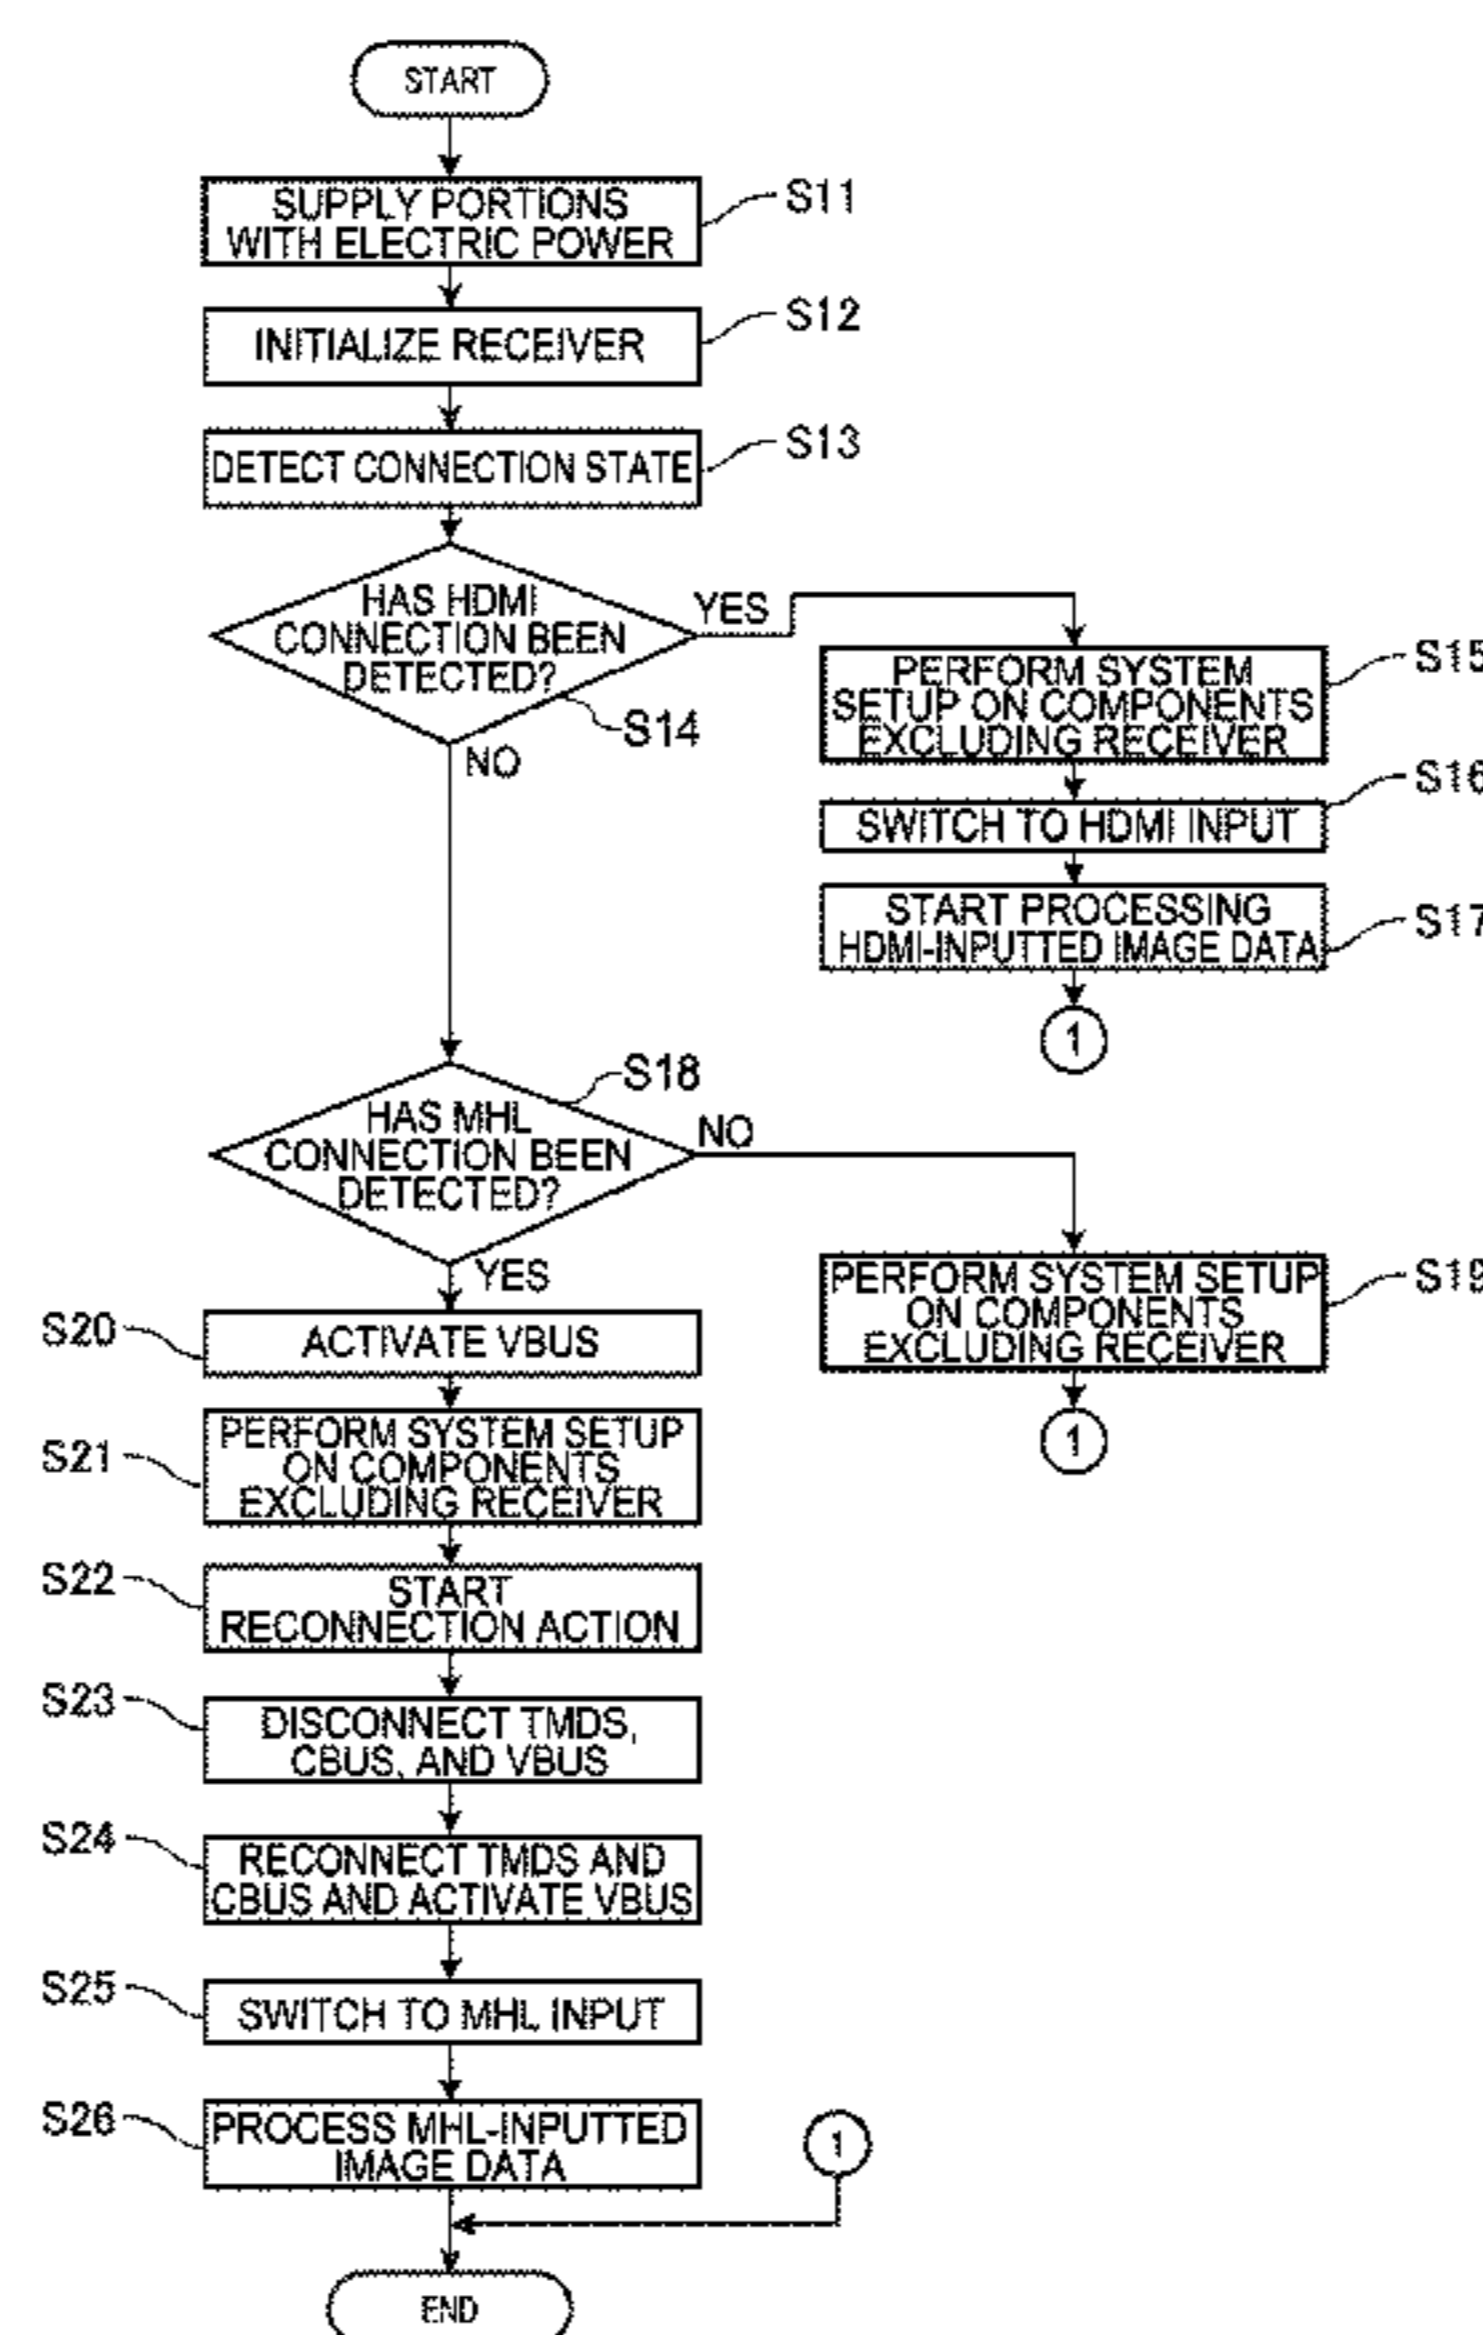 START
SUPPLY PORTIONS
WITH ELECTRIC POWER
S11
INITIALIZE RECEIVER
S12
DETECT CONNECTION STATE
S13
HAS HDMI
CONNECTION BEEN
DETECTED?
S14
YES
NO
PERFORM SYSTEM
SETUP ON COMPONENTS
EXCLUDING RECEIVER
S15
SWITCH TO HDMI INPUT
S16
START PROCESSING
HDMI-INPUTTED IMAGE DATA
S17
1
HAS MHL
CONNECTION BEEN
DETECTED?
S18
NO
YES
PERFORM SYSTEM SETUP
ON COMPONENTS
EXCLUDING RECEIVER
S19
1
S20
ACTIVATE VBUS
S21
PERFORM SYSTEM SETUP
ON COMPONENTS
EXCLUDING RECEIVER
S22
START
RECONNECTION ACTION
S23
DISCONNECT TMDS,
CBUS, AND VBUS
S24
RECONNECT TMDS AND
CBUS AND ACTIVATE VBUS
S25
SWITCH TO MHL INPUT
S26
PROCESS MHL-INPUTTED
IMAGE DATA
1
END